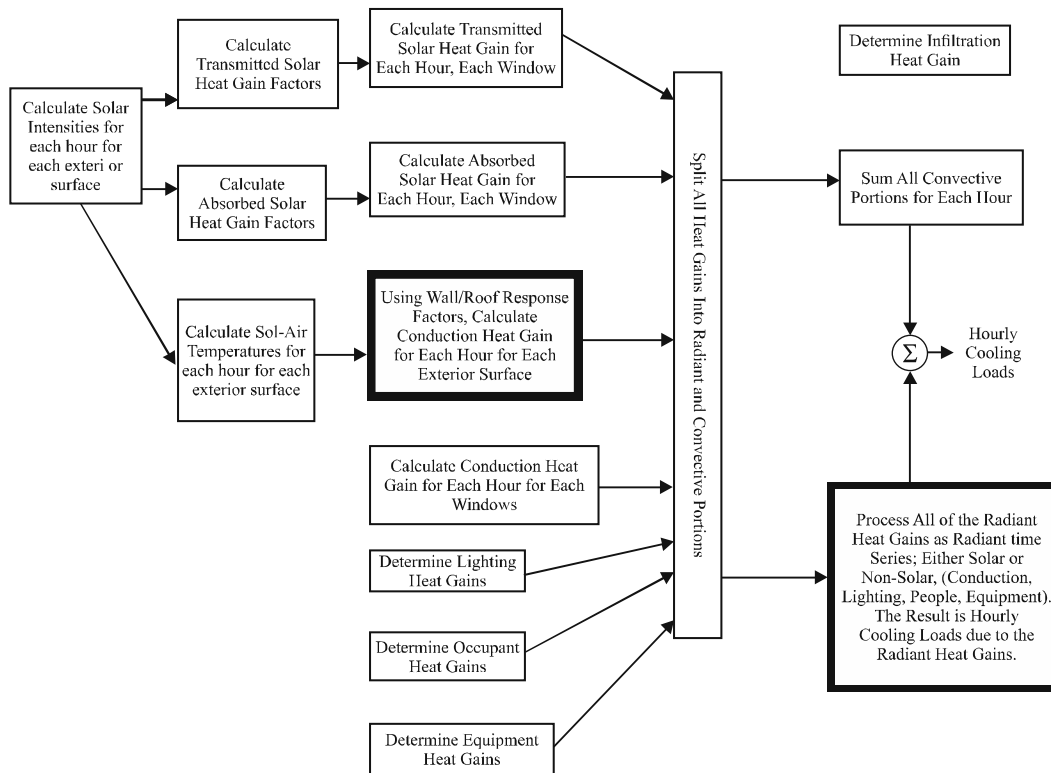 Calculate Solar
Intensities for
each hour for
each exteri or
surface
Calculate
Transmitted Solar
Heat Gain Factors
Calculate Transmitted
Solar Heat Gain for
Each Hour, Each Window
Calculate
Absorbed Solar
Heat Gain Factors
Calculate Absorbed
Solar Heat Gain for
Each Hour, Each Window
Calculate Sol-Air
Temperatures for
each hour for each
exterior surface
Using Wall/Roof Response
Factors, Calculate
Conduction Heat Gain
for Each Hour for Each
Exterior Surface
Calculate Conduction Heat
Gain for Each Hour for Each
Windows
Determine Lighting
Heat Gains
Determine Occupant
Heat Gains
Determine Equipment
Heat Gains
Split All Heat Gains Into Radiant and Convective
Portions
Determine Infiltration
Heat Gain
Sum All Convective
Portions for Each Hour
Σ
Hourly
Cooling
Loads
Process All of the Radiant
Heat Gains as Radiant time
Series; Either Solar or
Non-Solar, (Conduction,
Lighting, People, Equipment).
The Result is Hourly
Cooling Loads due to the
Radiant Heat Gains.